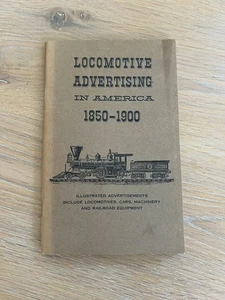 LOCOMOTIVE
ADVERTISING
IN AMERICA
1850-1900
ILLUSTRATED ADVERTISEMENTS
INCLUDE LOCOMOTIVES, CARS, MACHINERY
AND RAILROAD EQUIPMENT